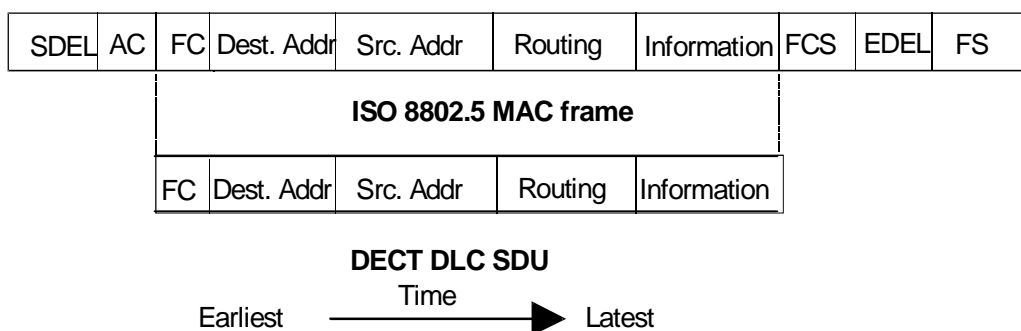 SDEL AC FC Dest. Addr Src. Addr Routing Information FCS EDEL FS
ISO 8802.5 MAC frame
FC Dest. Addr Src. Addr Routing Information
DECT DLC SDU
Time
Earliest Latest